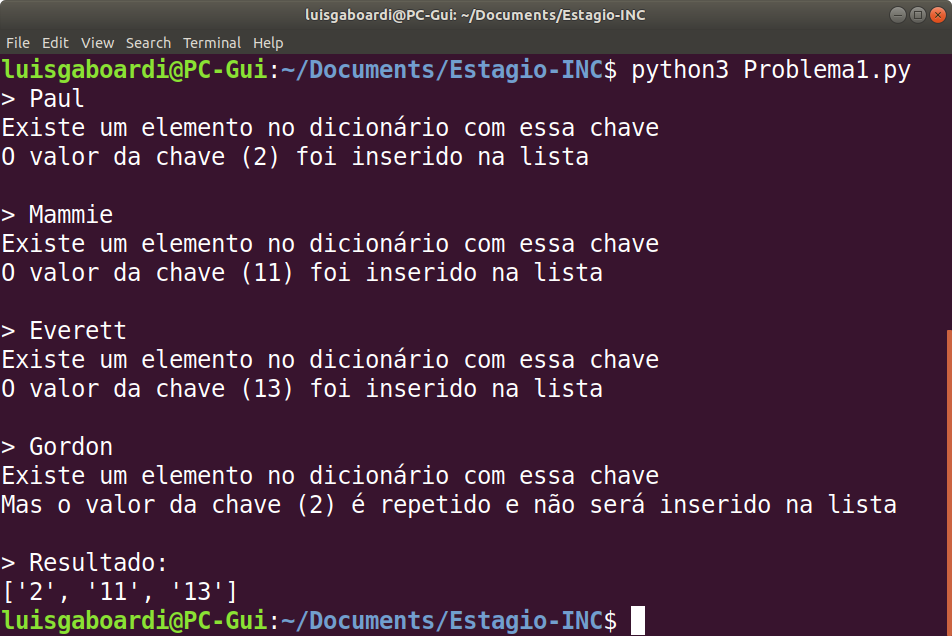 luisgaboardi@PC-Gui: ~/Documents/Estagio-INC
File Edit View Search Terminal Help
luisgaboardi@PC-Gui:~/Documents/Estagio-INC$ python3 Problema1.py
> Paul
Existe um elemento no dicionário com essa chave
O valor da chave (2) foi inserido na lista
> Mammie
Existe um elemento no dicionário com essa chave
O valor da chave (11) foi inserido na lista
> Everett
Existe um elemento no dicionário com essa chave
O valor da chave (13) foi inserido na lista
> Gordon
Existe um elemento no dicionário com essa chave
Mas o valor da chave (2) é repetido e não será inserido na lista
> Resultado:
['2', '11', '13']
luisgaboardi@PC-Gui:~/Documents/Estagio-INC$